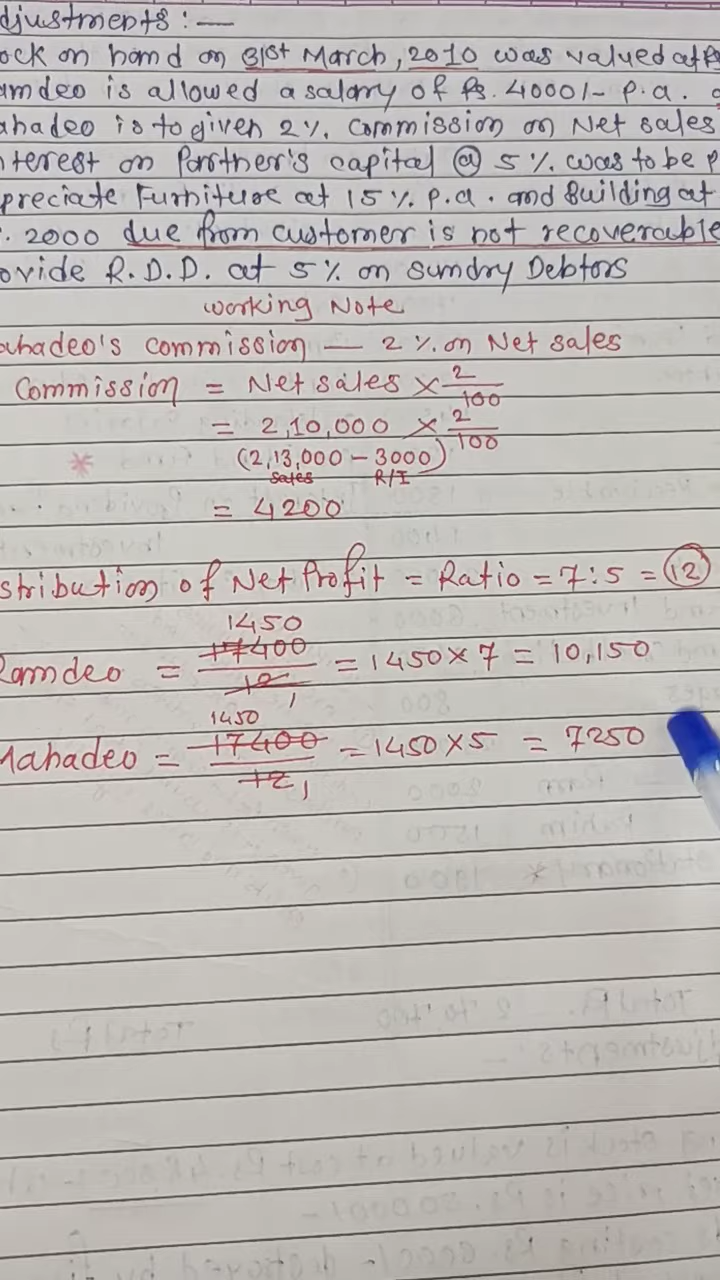 djustments :—
ock on hand on 31st March, 2010 was valued at Rs
amdeo is allowed a salary of Rs. 4000/- p.a.
ahadeo is to given 2% Commission on Net sales
nterest on Partner's capital @ 5% was to be p
preciate Furniture at 15% p.a. and Building at
. 2000 due from customer is not recoverable
ovide R.D.D. at 5% on Sundry Debtors
Working Note
ahadeo's commission — 2% on Net sales
Commission = Net sales × 2/100
= 2,10,000 × 2/100
* (2,13,000 – 3000)
Sales R/I
= 4200
stribution of Net Profit = Ratio = 7:5 = 12
1450
Ramdeo = 17400/12 1 = 1450 × 7 = 10,150
1450
Mahadeo = 17400/12 1 = 1450 × 5 = 7250